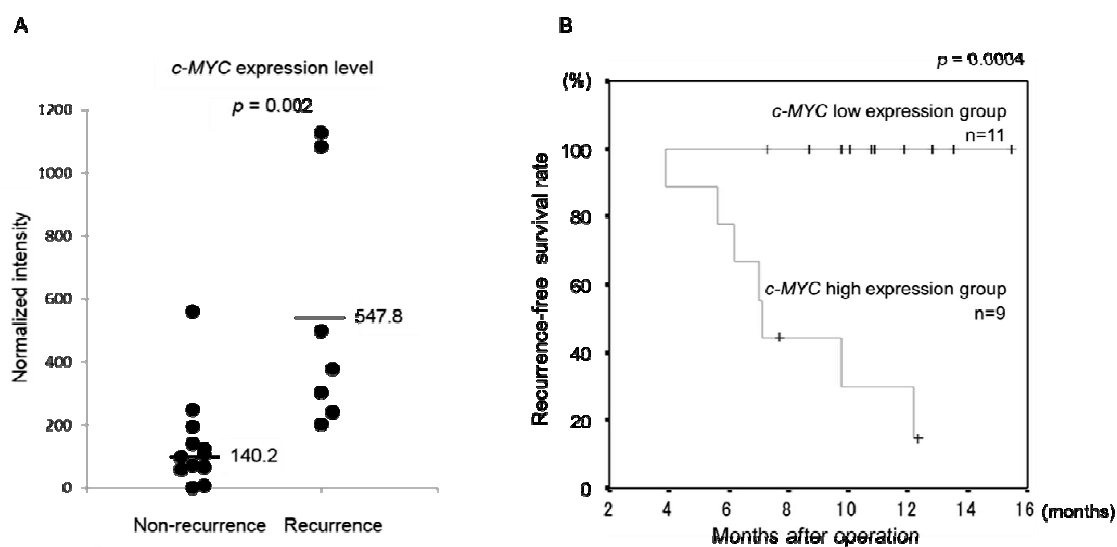 A
c-MYC expression level
p = 0.002
1200
1000
800
600
400
200
0
Normalized intensity
547.8
140.2
Non-recurrence
Recurrence
B
p = 0.0004
(%)
c-MYC low expression group
n=11
100
80
60
40
20
0
Recurrence-free survival rate
c-MYC high expression group
n=9
2
4
6
8
10
12
14
16
(months)
Months after operation